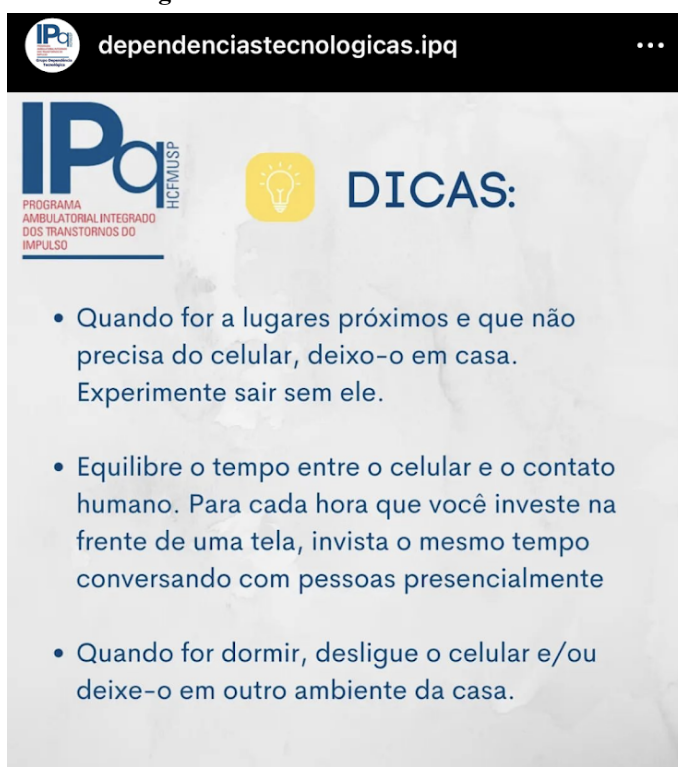 IPq
dependenciastecnologicas.ipq
IPq
HCFMUSP
PROGRAMA
AMBULATORIAL INTEGRADO
DOS TRANSTORNOS DO
IMPULSO
DICAS:
• Quando for a lugares próximos e que não
precisa do celular, deixo-o em casa.
Experimente sair sem ele.
• Equilibre o tempo entre o celular e o contato
humano. Para cada hora que você investe na
frente de uma tela, invista o mesmo tempo
conversando com pessoas presencialmente
• Quando for dormir, desligue o celular e/ou
deixe-o em outro ambiente da casa.